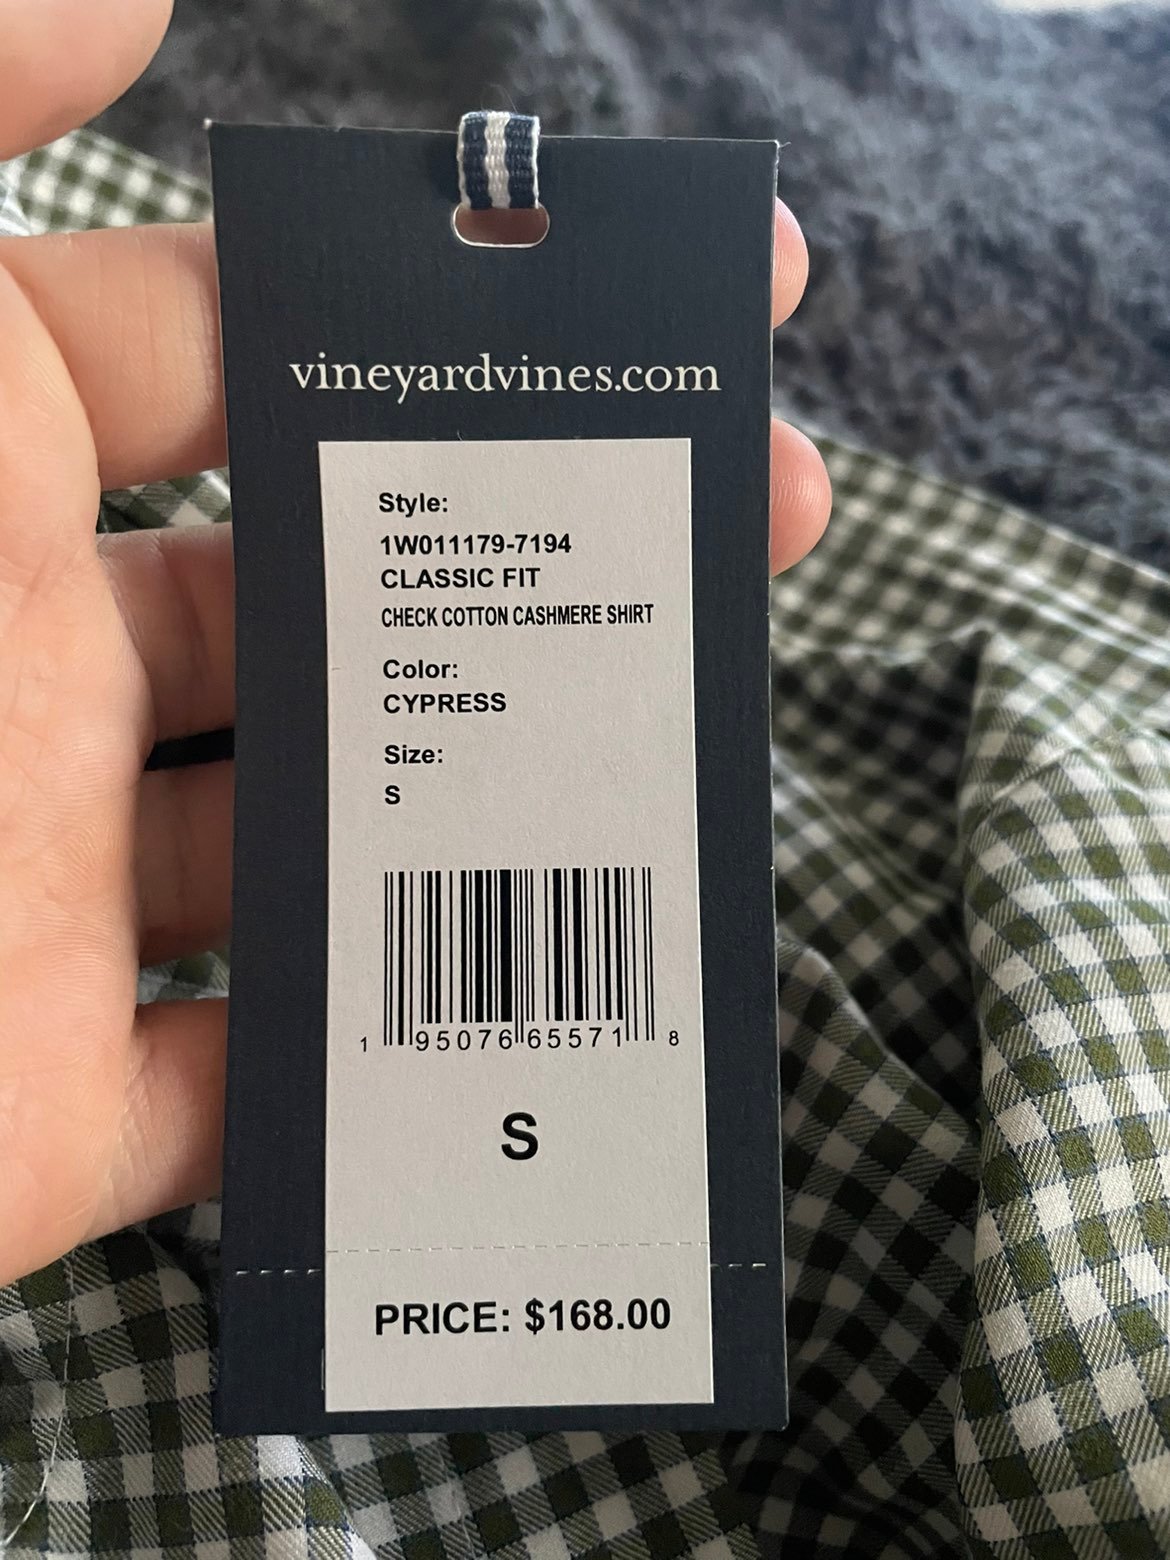 vineyardvines.com
Style:
1W011179-7194
CLASSIC FIT
CHECK COTTON CASHMERE SHIRT
Color:
CYPRESS
Size:
S
1 95076 65571 8
S
PRICE: $168.00